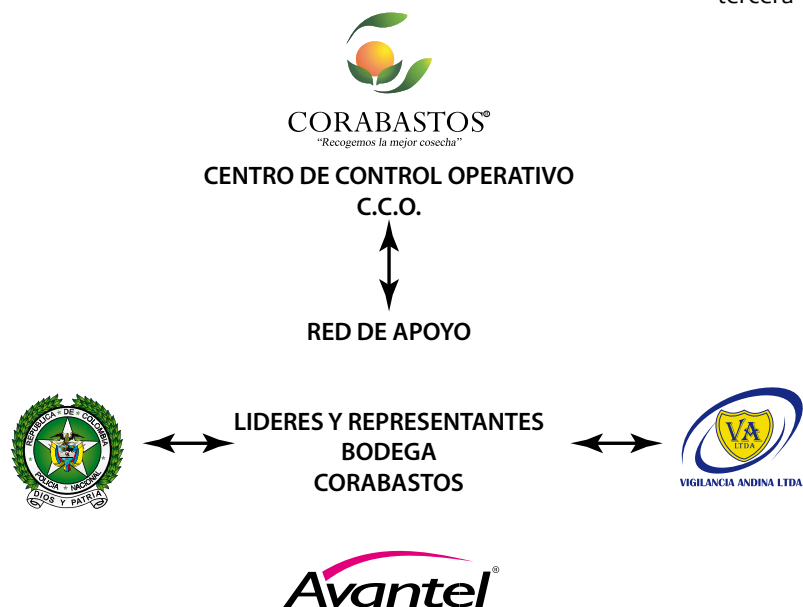 tercera
CORABASTOS®
“Recogemos la mejor cosecha”
CENTRO DE CONTROL OPERATIVO
C.C.O.
RED DE APOYO
REPUBLICA * DE * COLOMBIA
POLICIA * NACIONAL
DIOS Y PATRIA
LIDERES Y REPRESENTANTES
BODEGA
CORABASTOS
VA
LTDA
VIGILANCIA ANDINA LTDA
Avantel®